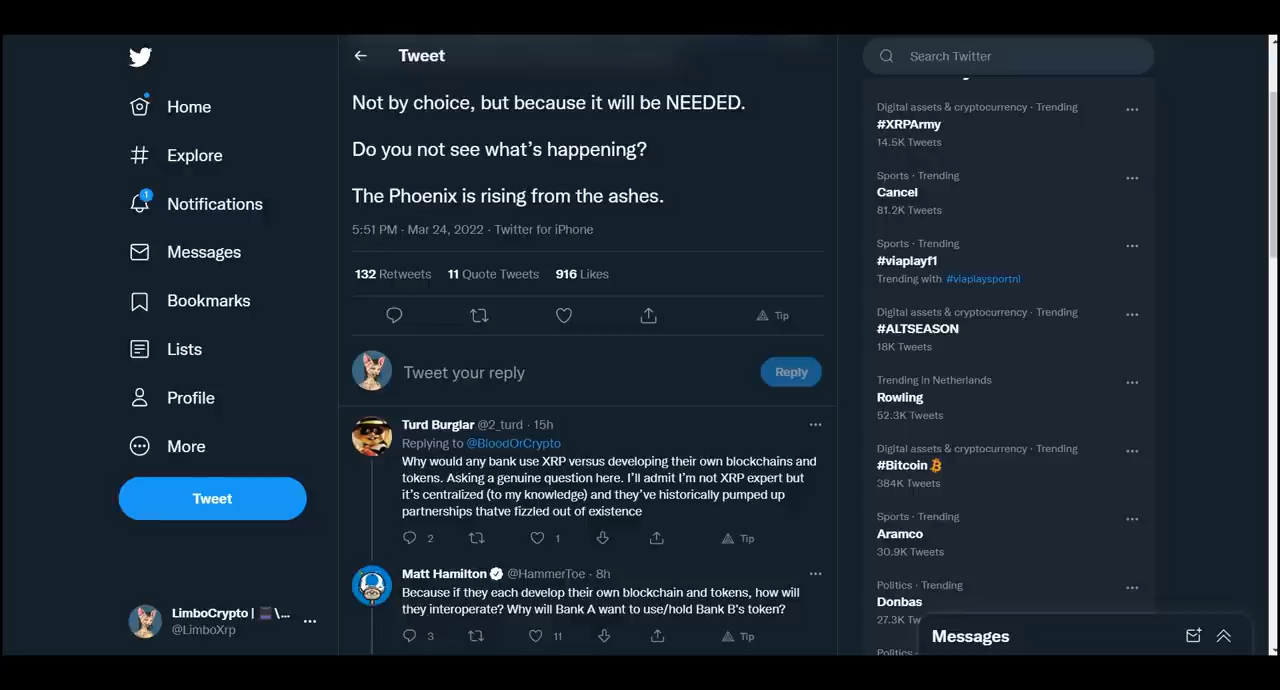 Home
Explore
1
Notifications
Messages
Bookmarks
Lists
Profile
More
Tweet
LimboCrypto |
@LimboXrp
Tweet
Not by choice, but because it will be NEEDED.
Do you not see what's happening?
The Phoenix is rising from the ashes.
5:51 PM · Mar 24, 2022 · Twitter for iPhone
132 Retweets 11 Quote Tweets 916 Likes
Tip
Tweet your reply
Reply
Turd Burglar @2_turd · 15h
Replying to @BloodOrCrypto
Why would any bank use XRP versus developing their own blockchains and
tokens. Asking a genuine question here. I'll admit I'm not XRP expert but
it's centralized (to my knowledge) and they've historically pumped up
partnerships thatve fizzled out of existence
2 1 Tip
Matt Hamilton @HammerToe · 8h
Because if they each develop their own blockchain and tokens, how will
they interoperate? Why will Bank A want to use/hold Bank B's token?
3 11 Tip
Search Twitter
Digital assets & cryptocurrency · Trending
#XRPArmy
14.5K Tweets
Sports · Trending
Cancel
81.2K Tweets
Sports · Trending
#viaplayf1
Trending with #viaplaysportnl
Digital assets & cryptocurrency · Trending
#ALTSEASON
18K Tweets
Trending in Netherlands
Rowling
52.3K Tweets
Digital assets & cryptocurrency · Trending
#Bitcoin
384K Tweets
Sports · Trending
Aramco
30.9K Tweets
Politics · Trending
Donbas
27.3K Tw
Politics ·
Messages